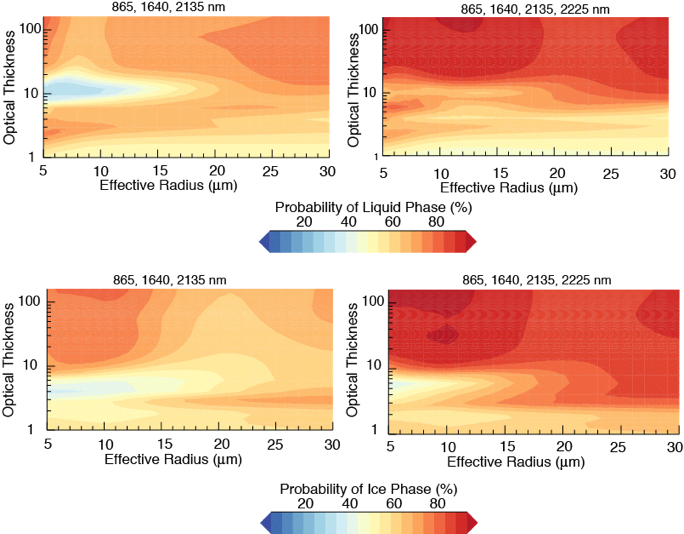 865, 1640, 2135 nm
865, 1640, 2135, 2225 nm
Optical Thickness
100
10
1
5 10 15 20 25 30
Effective Radius (µm)
Optical Thickness
100
10
1
5 10 15 20 25 30
Effective Radius (µm)
Probability of Liquid Phase (%)
20 40 60 80
865, 1640, 2135 nm
865, 1640, 2135, 2225 nm
Optical Thickness
100
10
1
5 10 15 20 25 30
Effective Radius (µm)
Optical Thickness
100
10
1
5 10 15 20 25 30
Effective Radius (µm)
Probability of Ice Phase (%)
20 40 60 80